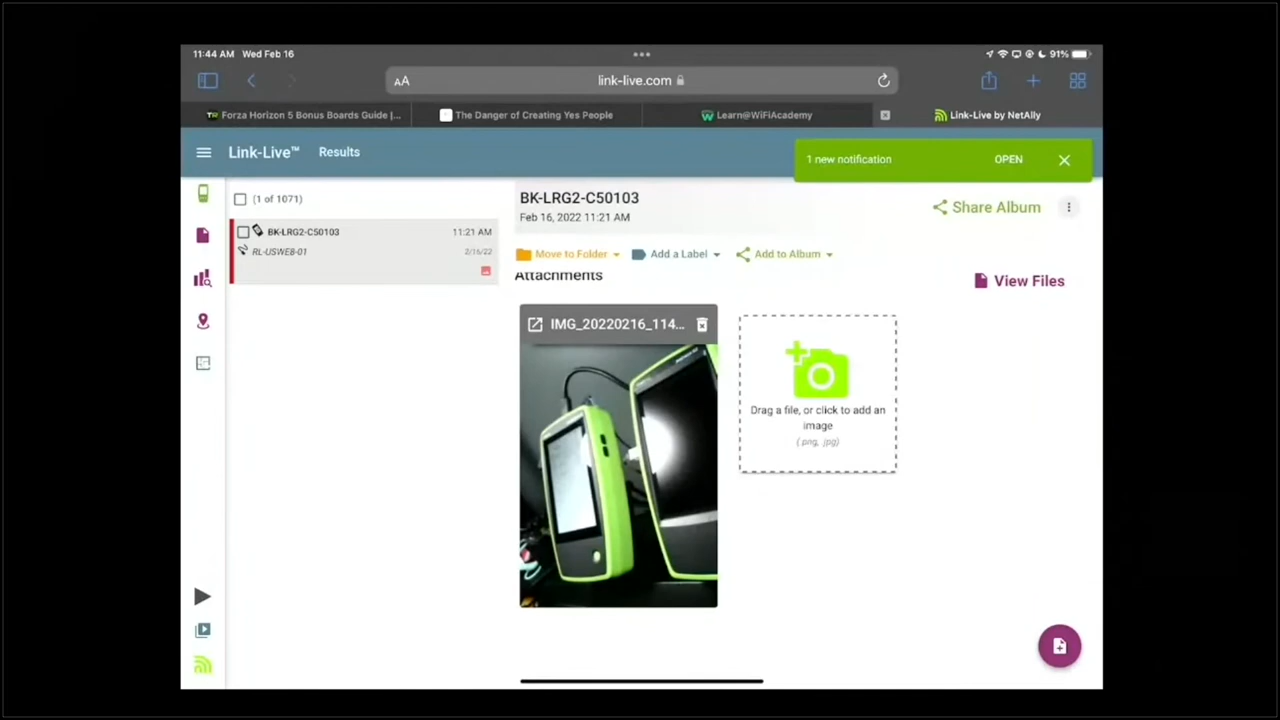 11:44 AM Wed Feb 16
91%
AA
link-live.com
TR Forza Horizon 5 Bonus Boards Guide |...
The Danger of Creating Yes People
Learn@WiFiAcademy
Link-Live by NetAlly
Link-Live™
Results
1 new notification
OPEN
(1 of 1071)
BK-LRG2-C50103
11:21 AM
RL-USWE8-01
2/16/22
BK-LRG2-C50103
Feb 16, 2022 11:21 AM
Share Album
Move to Folder
Add a Label
Add to Album
Attachments
View Files
IMG_20220216_114...
Drag a file, or click to add an
image
(.png, .jpg)